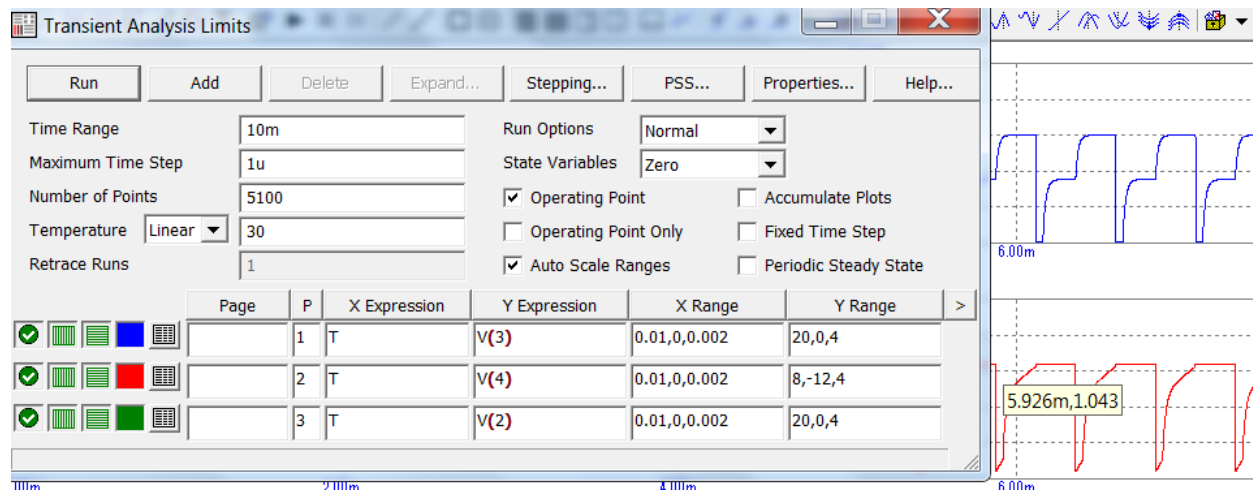 Transient Analysis Limits
Run Add Delete Expand... Stepping... PSS... Properties... Help...
Time Range 10m Run Options Normal
Maximum Time Step 1u State Variables Zero
Number of Points 5100 Operating Point Accumulate Plots
Temperature Linear 30 Operating Point Only Fixed Time Step
Retrace Runs 1 Auto Scale Ranges Periodic Steady State
Page P X Expression Y Expression X Range Y Range >
1 T V(3) 0.01,0,0.002 20,0,4
2 T V(4) 0.01,0,0.002 8,-12,4
3 T V(2) 0.01,0,0.002 20,0,4
6.00m
5.926m,1.043
2.00m 4.00m 6.00m